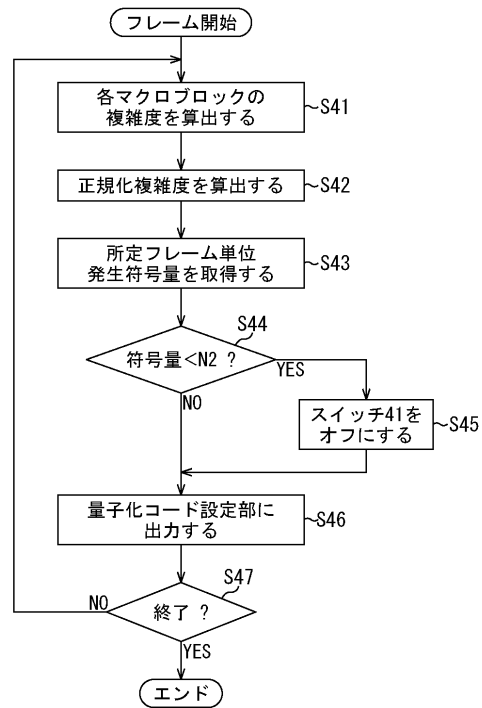 フレーム開始
各マクロブロックの
複雑度を算出する
S41
正規化複雑度を算出する
S42
所定フレーム単位
発生符号量を取得する
S43
S44
符号量<N2 ?
YES
NO
スイッチ41を
オフにする
S45
量子化コード設定部に
出力する
S46
S47
NO
終了 ?
YES
エンド